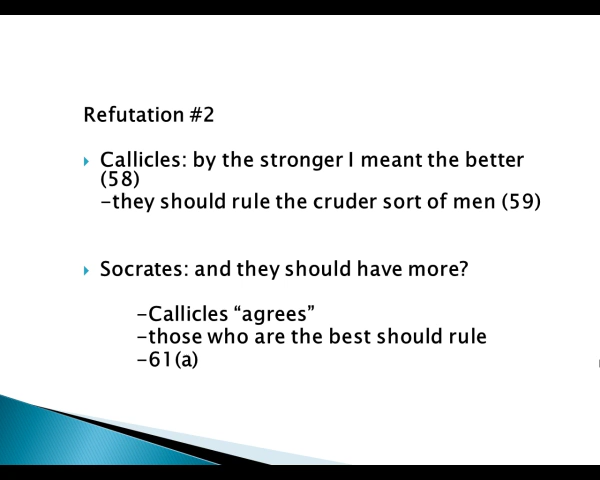 Refutation #2
Callicles: by the stronger I meant the better
(58)
-they should rule the cruder sort of men (59)
Socrates: and they should have more?
-Callicles “agrees”
-those who are the best should rule
-61(a)